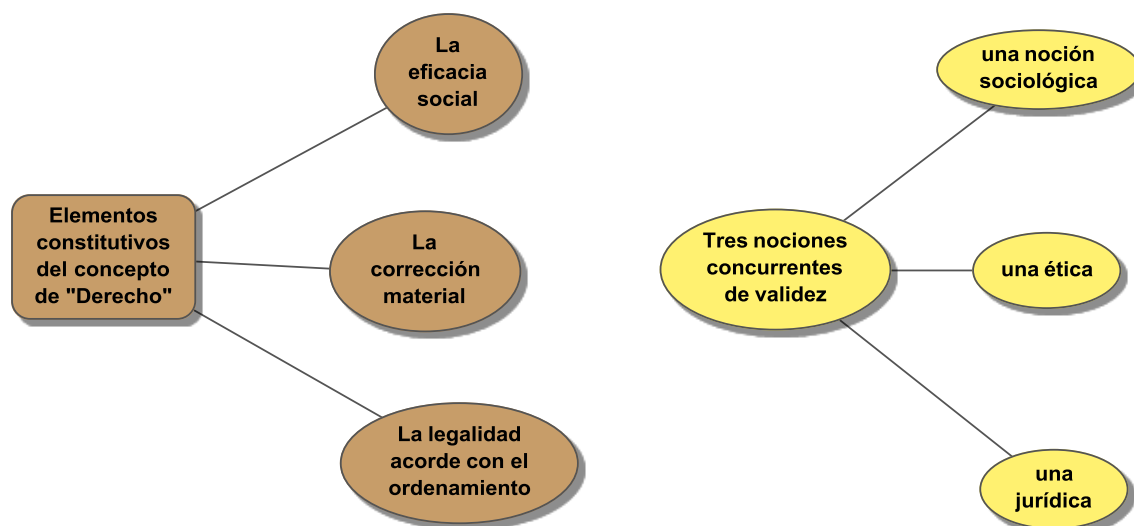 La
eficacia
social
Elementos
constitutivos
del concepto
de "Derecho"
La
corrección
material
La legalidad
acorde con el
ordenamiento
una noción
sociológica
Tres nociones
concurrentes
de validez
una ética
una
jurídica